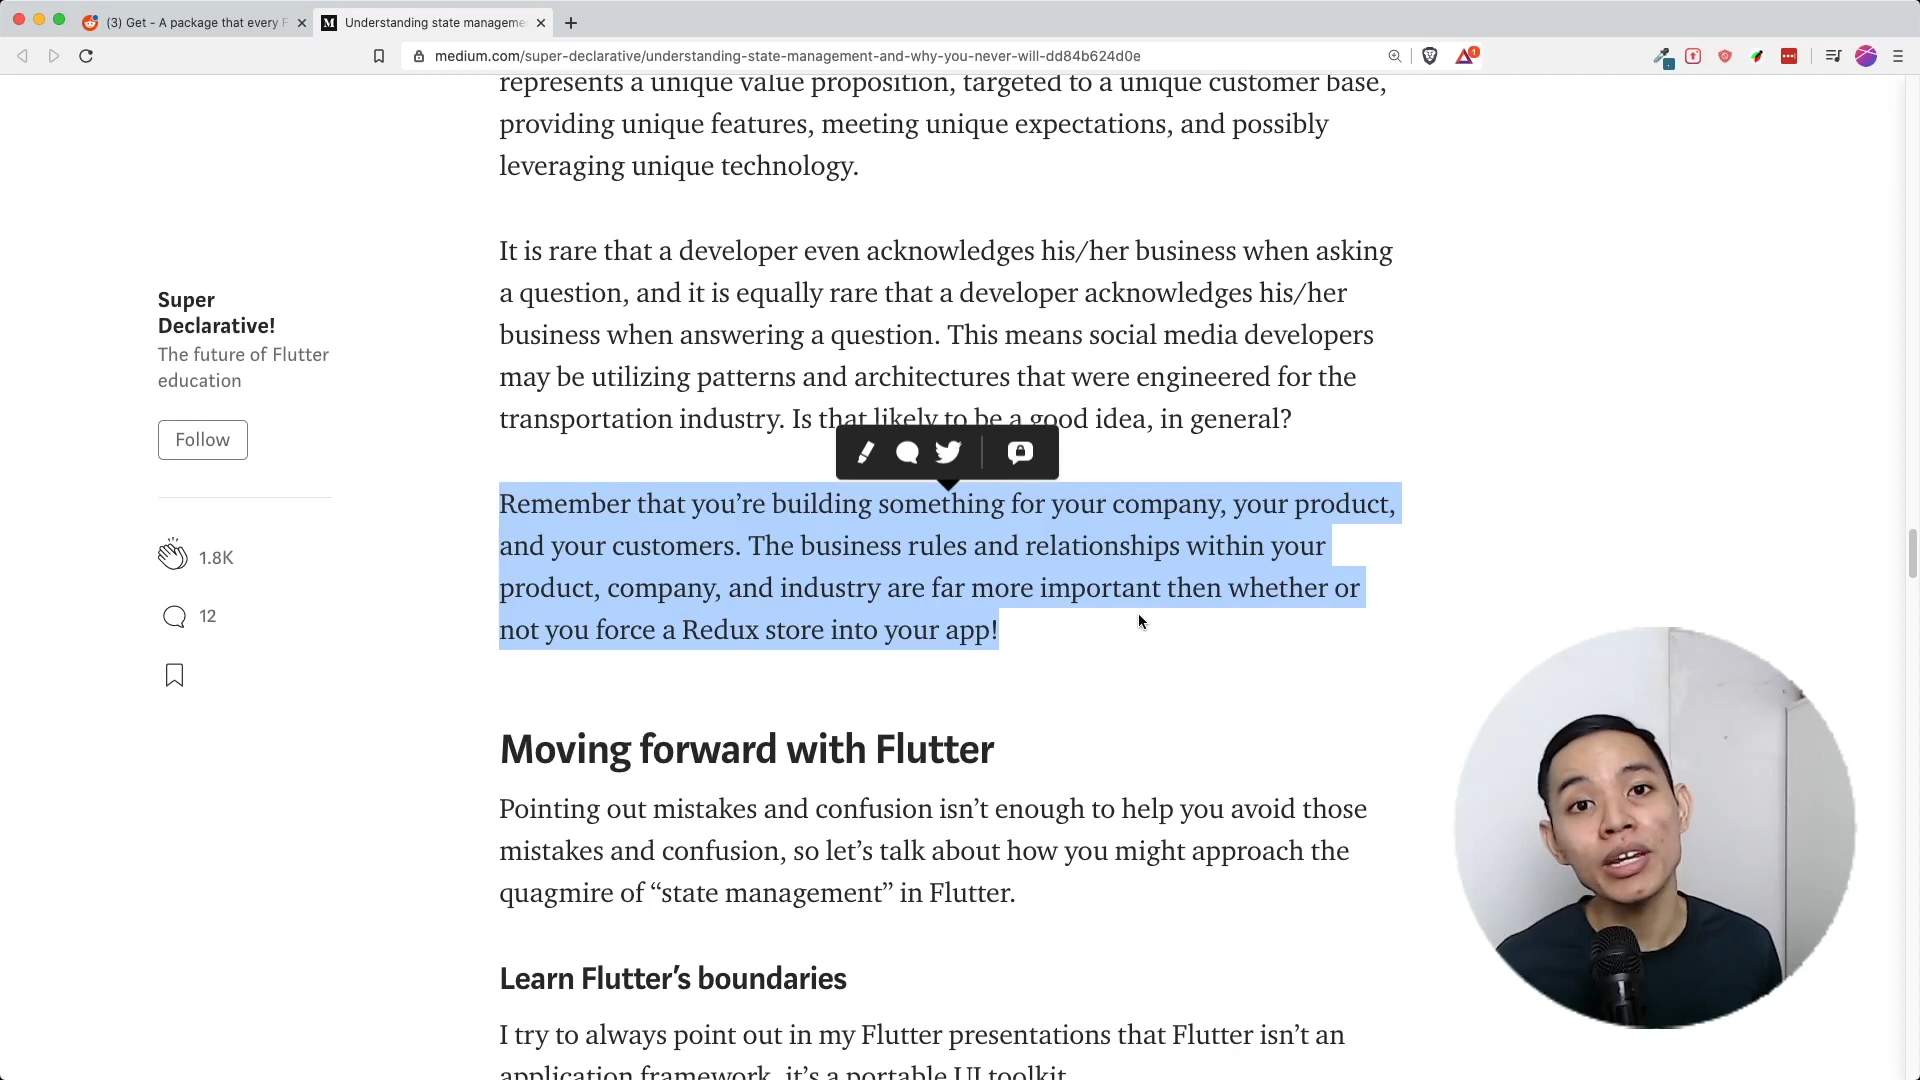 (3) Get - A package that every F
Understanding state manageme
medium.com/super-declarative/understanding-state-management-and-why-you-never-will-dd84b624d0e
1
represents a unique value proposition, targeted to a unique customer base,
providing unique features, meeting unique expectations, and possibly
leveraging unique technology.
It is rare that a developer even acknowledges his/her business when asking
a question, and it is equally rare that a developer acknowledges his/her
business when answering a question. This means social media developers
may be utilizing patterns and architectures that were engineered for the
transportation industry. Is that likely to be a good idea, in general?
Super
Declarative!
The future of Flutter
education
Follow
1.8K
12
Remember that you’re building something for your company, your product,
and your customers. The business rules and relationships within your
product, company, and industry are far more important then whether or
not you force a Redux store into your app!
Moving forward with Flutter
Pointing out mistakes and confusion isn’t enough to help you avoid those
mistakes and confusion, so let’s talk about how you might approach the
quagmire of “state management” in Flutter.
Learn Flutter’s boundaries
I try to always point out in my Flutter presentations that Flutter isn’t an
application framework, it’s a portable UI toolkit.